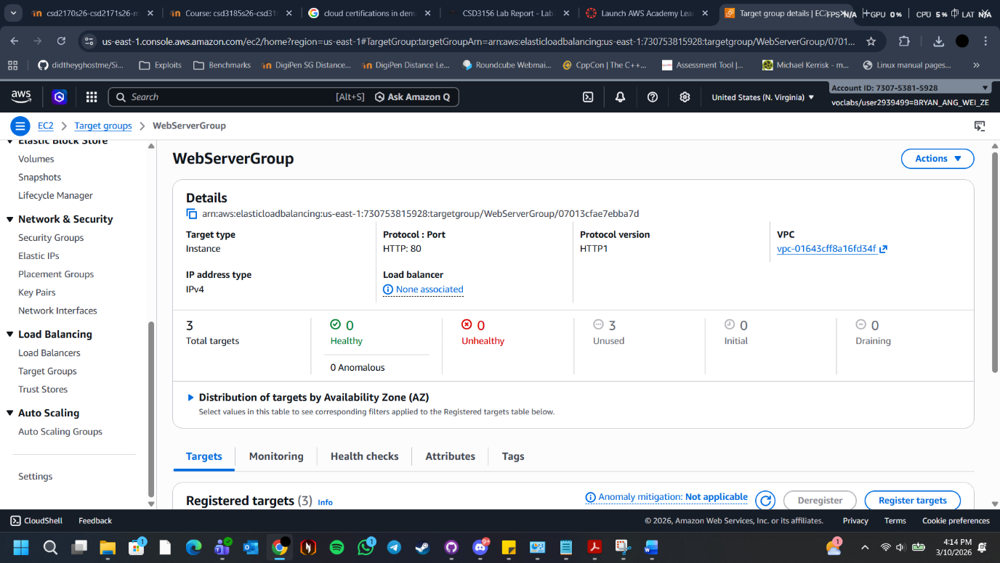 csd2170s26-csd2171s26-m
Course: csd3185s26-csd318
cloud certifications in dem
CSD3156 Lab Report - Lab
Launch AWS Academy Lea
Target group details | EC2
FPS N/A
GPU 0%
CPU 5%
LAT N/A
us-east-1.console.aws.amazon.com/ec2/home?region=us-east-1#TargetGroup:targetGroupArn=arn:aws:elasticloadbalancing:us-east-1:730753815928:targetgroup/WebServerGroup/0701...
didtheyghostme/Si...
Exploits
Benchmarks
DigiPen SG Distance...
DigiPen Distance Le...
Roundcube Webmai...
CppCon | The C++...
Assessment Tool |...
Michael Kerrisk - m...
Linux manual pages...
»
aws
Search
[Alt+S]
Ask Amazon Q
United States (N. Virginia)
Account ID: 7307-5381-5928
voclabs/user2939499=BRYAN_ANG_WEI_ZE
EC2
Target groups
WebServerGroup
Elastic Block Store
Volumes
Snapshots
Lifecycle Manager
Network & Security
Security Groups
Elastic IPs
Placement Groups
Key Pairs
Network Interfaces
Load Balancing
Load Balancers
Target Groups
Trust Stores
Auto Scaling
Auto Scaling Groups
Settings
WebServerGroup
Actions
Details
arn:aws:elasticloadbalancing:us-east-1:730753815928:targetgroup/WebServerGroup/07013cfae7ebba7d
Target type
Instance
Protocol : Port
HTTP: 80
Protocol version
HTTP1
VPC
vpc-01643cff8a16fd34f
IP address type
IPv4
Load balancer
None associated
3
Total targets
0
Healthy
0 Anomalous
0
Unhealthy
3
Unused
0
Initial
0
Draining
Distribution of targets by Availability Zone (AZ)
Select values in this table to see corresponding filters applied to the Registered targets table below.
Targets
Monitoring
Health checks
Attributes
Tags
Registered targets (3) Info
Anomaly mitigation: Not applicable
Deregister
Register targets
CloudShell
Feedback
© 2026, Amazon Web Services, Inc. or its affiliates.
Privacy
Terms
Cookie preferences
4:14 PM
3/10/2026